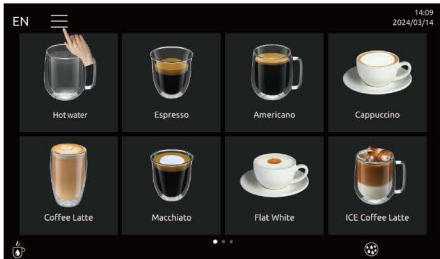 EN
14:09
2024/03/14
Hot water
Espresso
Americano
Cappuccino
Coffee Latte
Macchiato
Flat White
ICE Coffee Latte